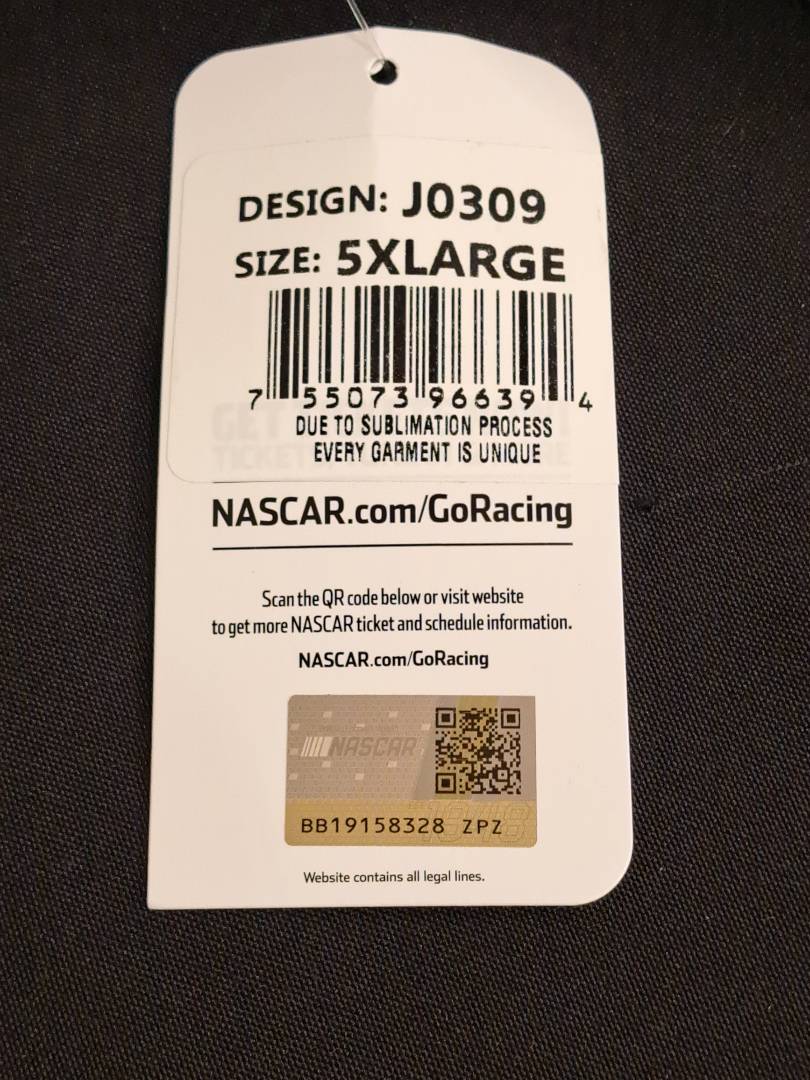 DESIGN: J0309
SIZE: 5XLARGE
7 55073 96639 4
DUE TO SUBLIMATION PROCESS
EVERY GARMENT IS UNIQUE
NASCAR.com/GoRacing
Scan the QR code below or visit website
to get more NASCAR ticket and schedule information.
NASCAR.com/GoRacing
NASCAR
BB19158328 ZPZ
Website contains all legal lines.